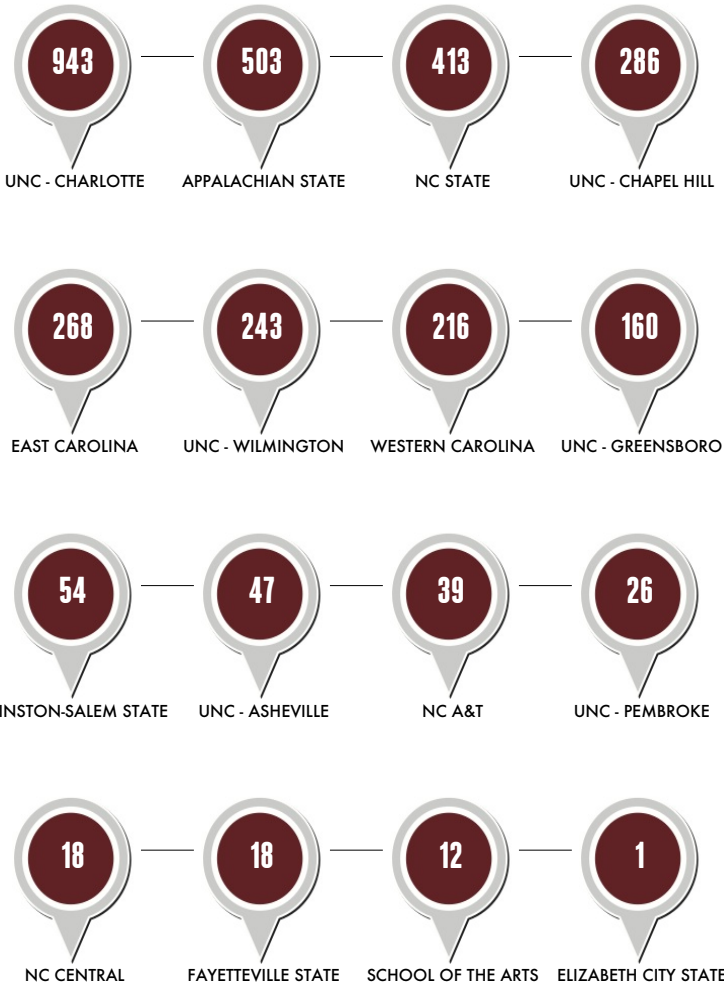 943 503 413 286
UNC - CHARLOTTE APPALACHIAN STATE NC STATE UNC - CHAPEL HILL
268 243 216 160
EAST CAROLINA UNC - WILMINGTON WESTERN CAROLINA UNC - GREENSBORO
54 47 39 26
INSTON-SALEM STATE UNC - ASHEVILLE NC A&T UNC - PEMBROKE
18 18 12 1
NC CENTRAL FAYETTEVILLE STATE SCHOOL OF THE ARTS ELIZABETH CITY STATE